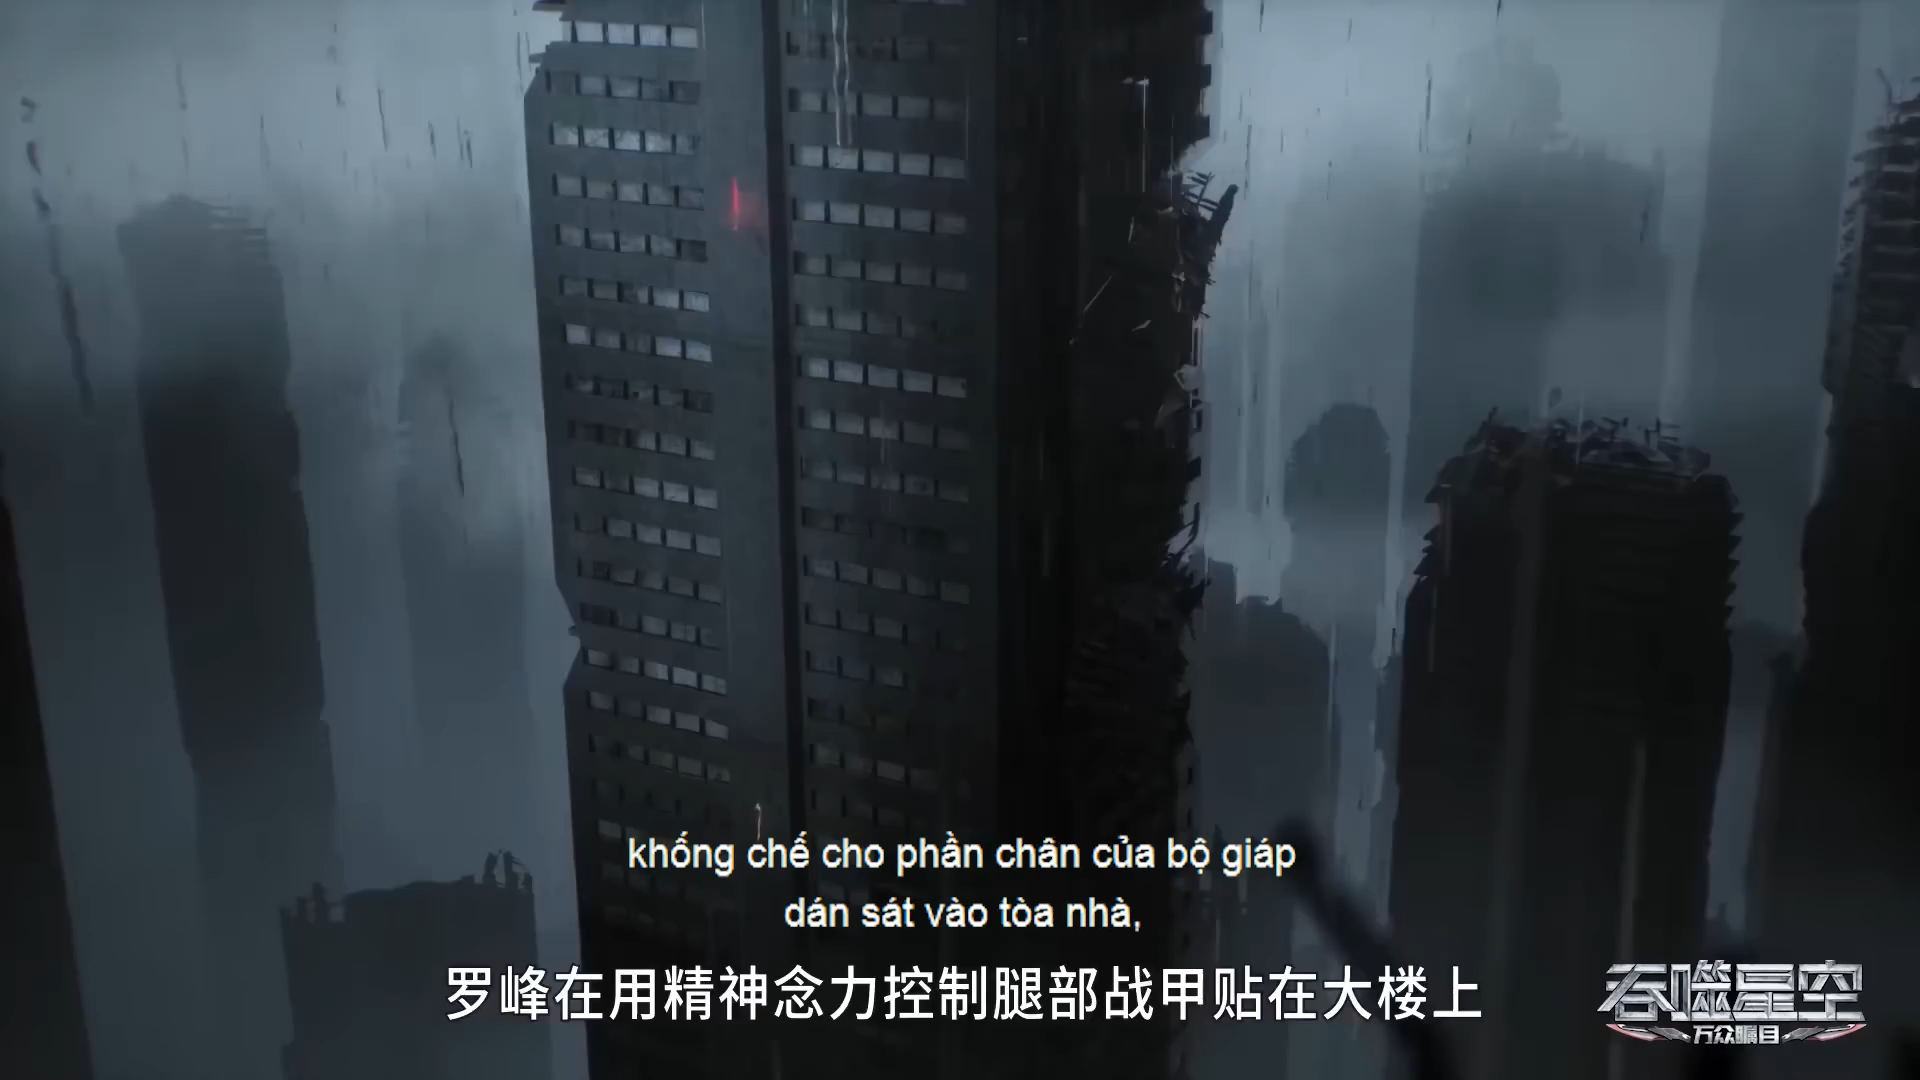 khống chế cho phần chân của bộ giáp
dán sát vào tòa nhà,
罗峰在用精神念力控制腿部战甲贴在大楼上
吞噬星空
万众瞩目